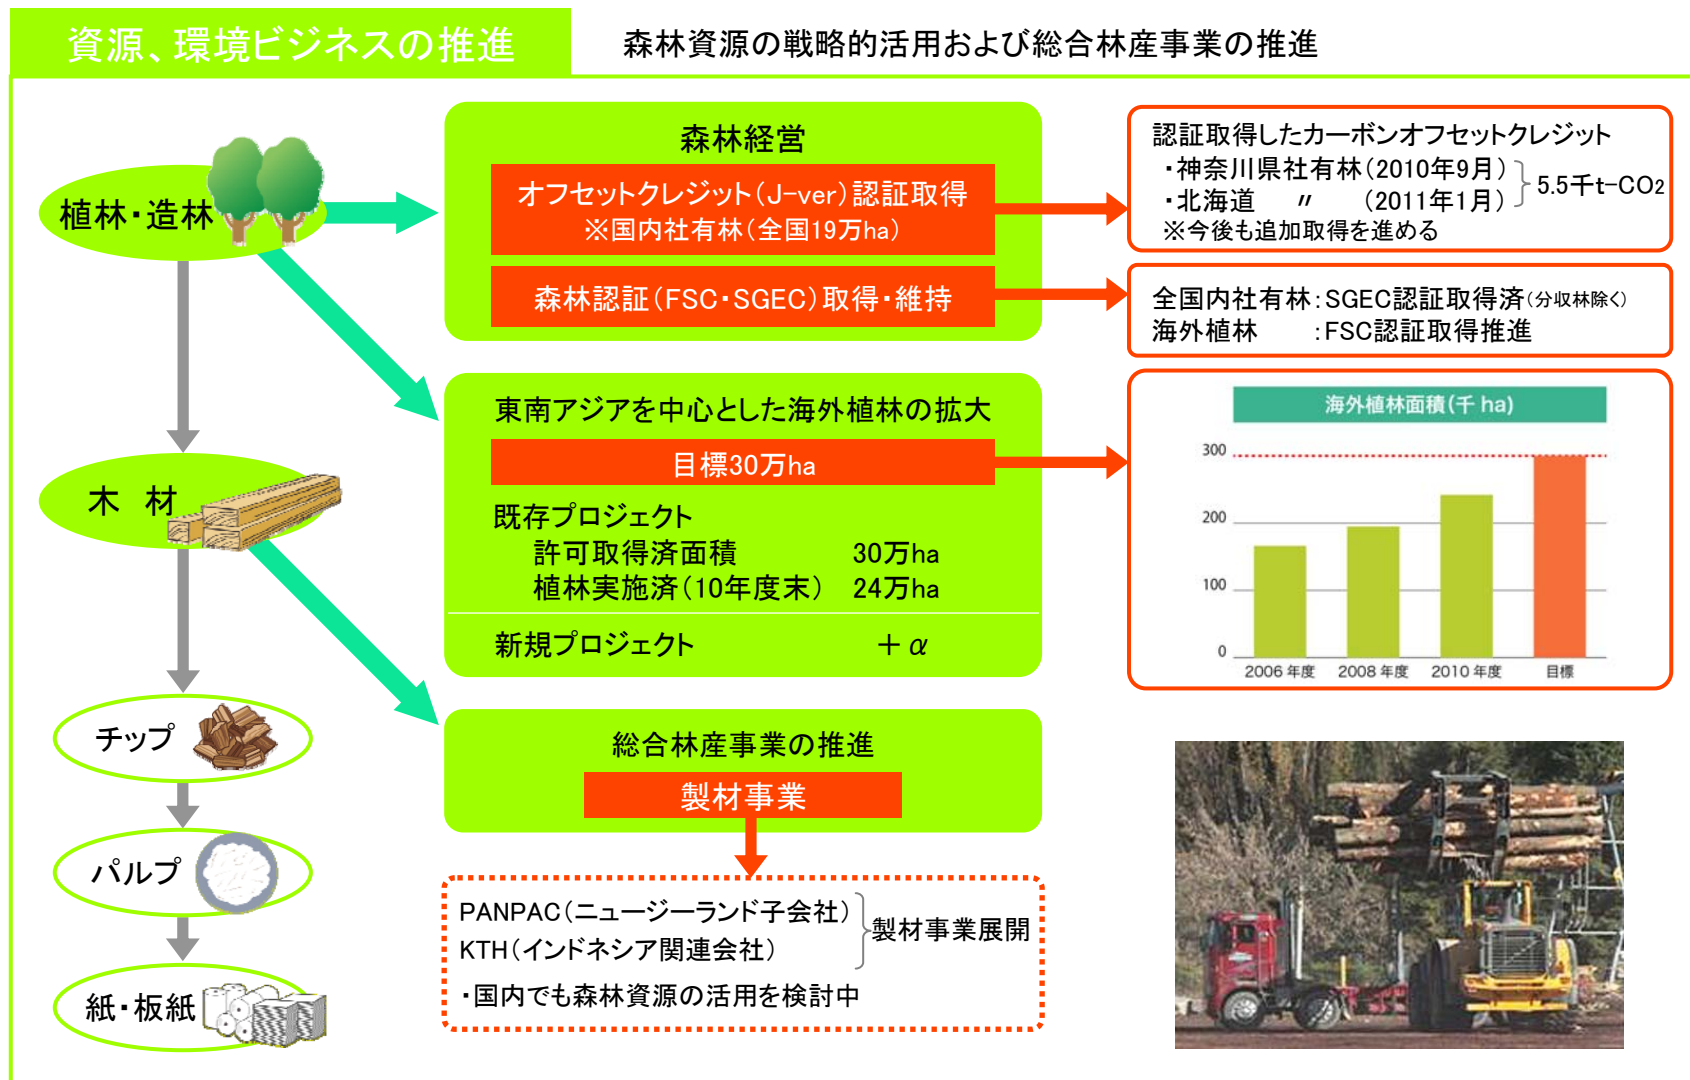 資源、環境ビジネスの推進
森林資源の戦略的活用および総合林産事業の推進
植林・造林
木 材
チップ
パルプ
紙・板紙
森林経営
オフセットクレジット(J-ver)認証取得
※国内社有林(全国19万ha)
森林認証(FSC・SGEC)取得・維持
認証取得したカーボンオフセットクレジット
・神奈川県社有林(2010年9月)
・北海道 〃 (2011年1月)
5.5千t-CO2
※今後も追加取得を進める
全国内社有林:SGEC認証取得済(分収林除く)
海外植林 :FSC認証取得推進
東南アジアを中心とした海外植林の拡大
目標30万ha
既存プロジェクト
許可取得済面積 30万ha
植林実施済(10年度末) 24万ha
新規プロジェクト +α
海外植林面積(千 ha)
300
200
100
0
2006 年度 2008 年度 2010 年度 目標
総合林産事業の推進
製材事業
PANPAC(ニュージーランド子会社)
KTH(インドネシア関連会社)
製材事業展開
・国内でも森林資源の活用を検討中